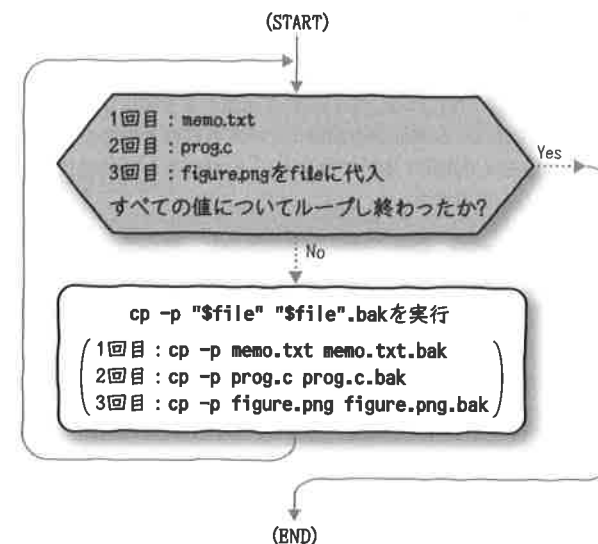 (START)
1回目：memo.txt
2回目：prog.c
3回目：figure.pngをfileに代入
すべての値についてループし終わったか?
Yes
No
cp -p "$file" "$file".bakを実行
1回目：cp -p memo.txt memo.txt.bak
2回目：cp -p prog.c prog.c.bak
3回目：cp -p figure.png figure.png.bak
(END)